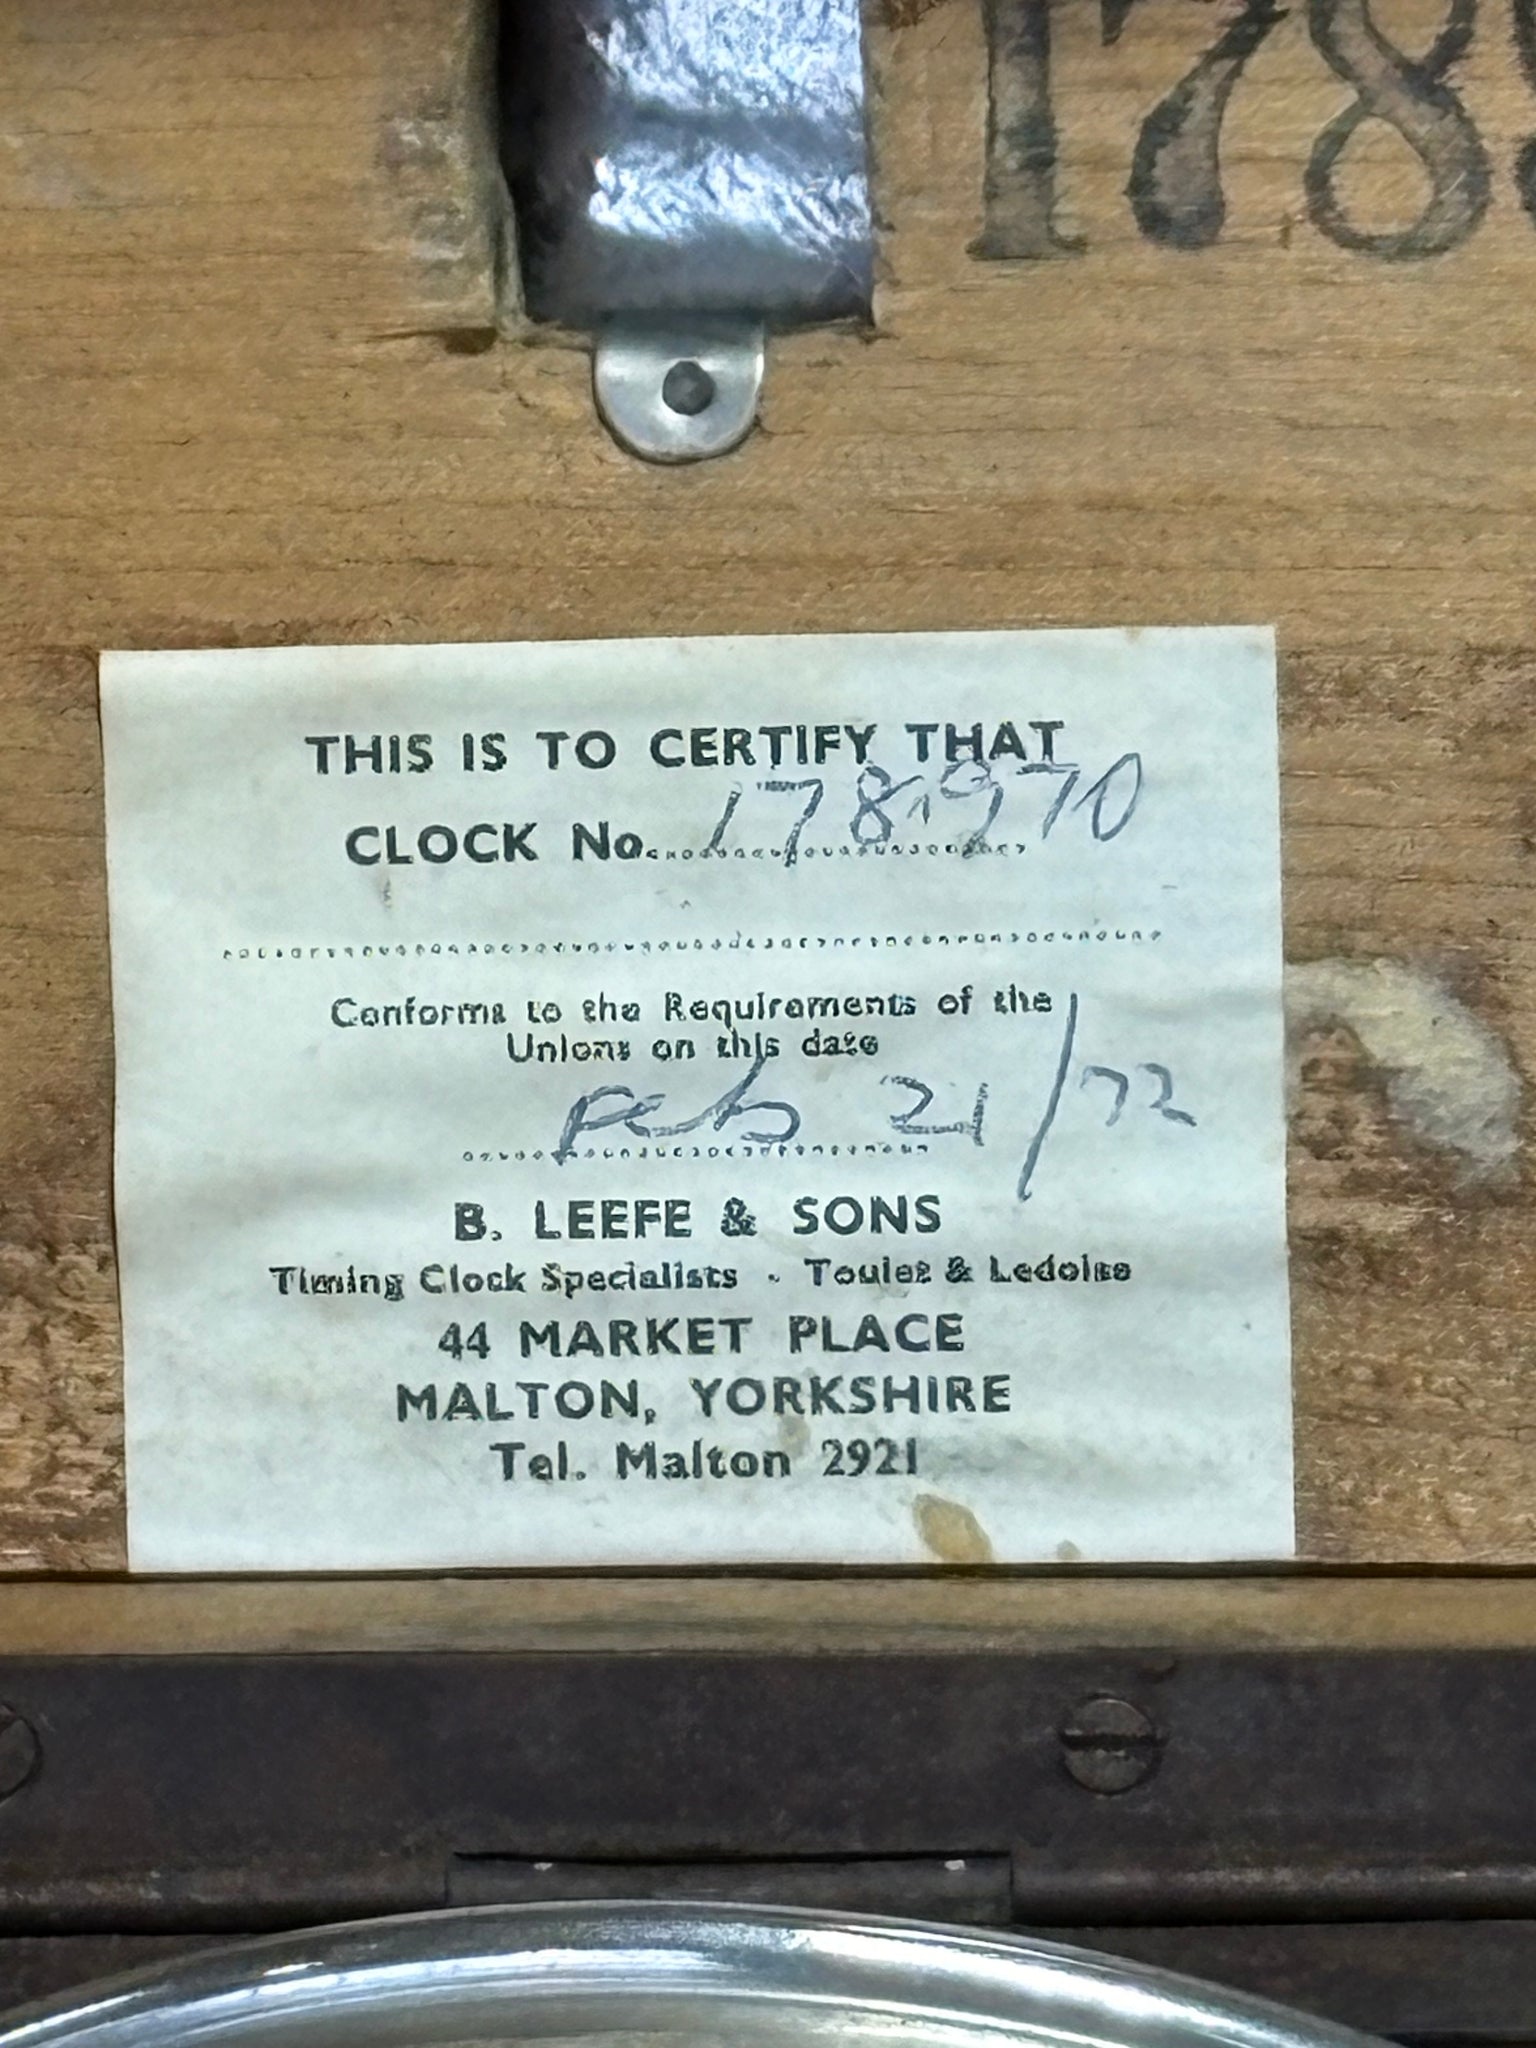 178
THIS IS TO CERTIFY THAT
CLOCK No. 178970
Conforms to the Requirements of the
Unions on this date
Feb 21/72
B. LEEFE & SONS
Timing Clock Specialists . Toulet & Ledoise
44 MARKET PLACE
MALTON, YORKSHIRE
Tel. Malton 2921